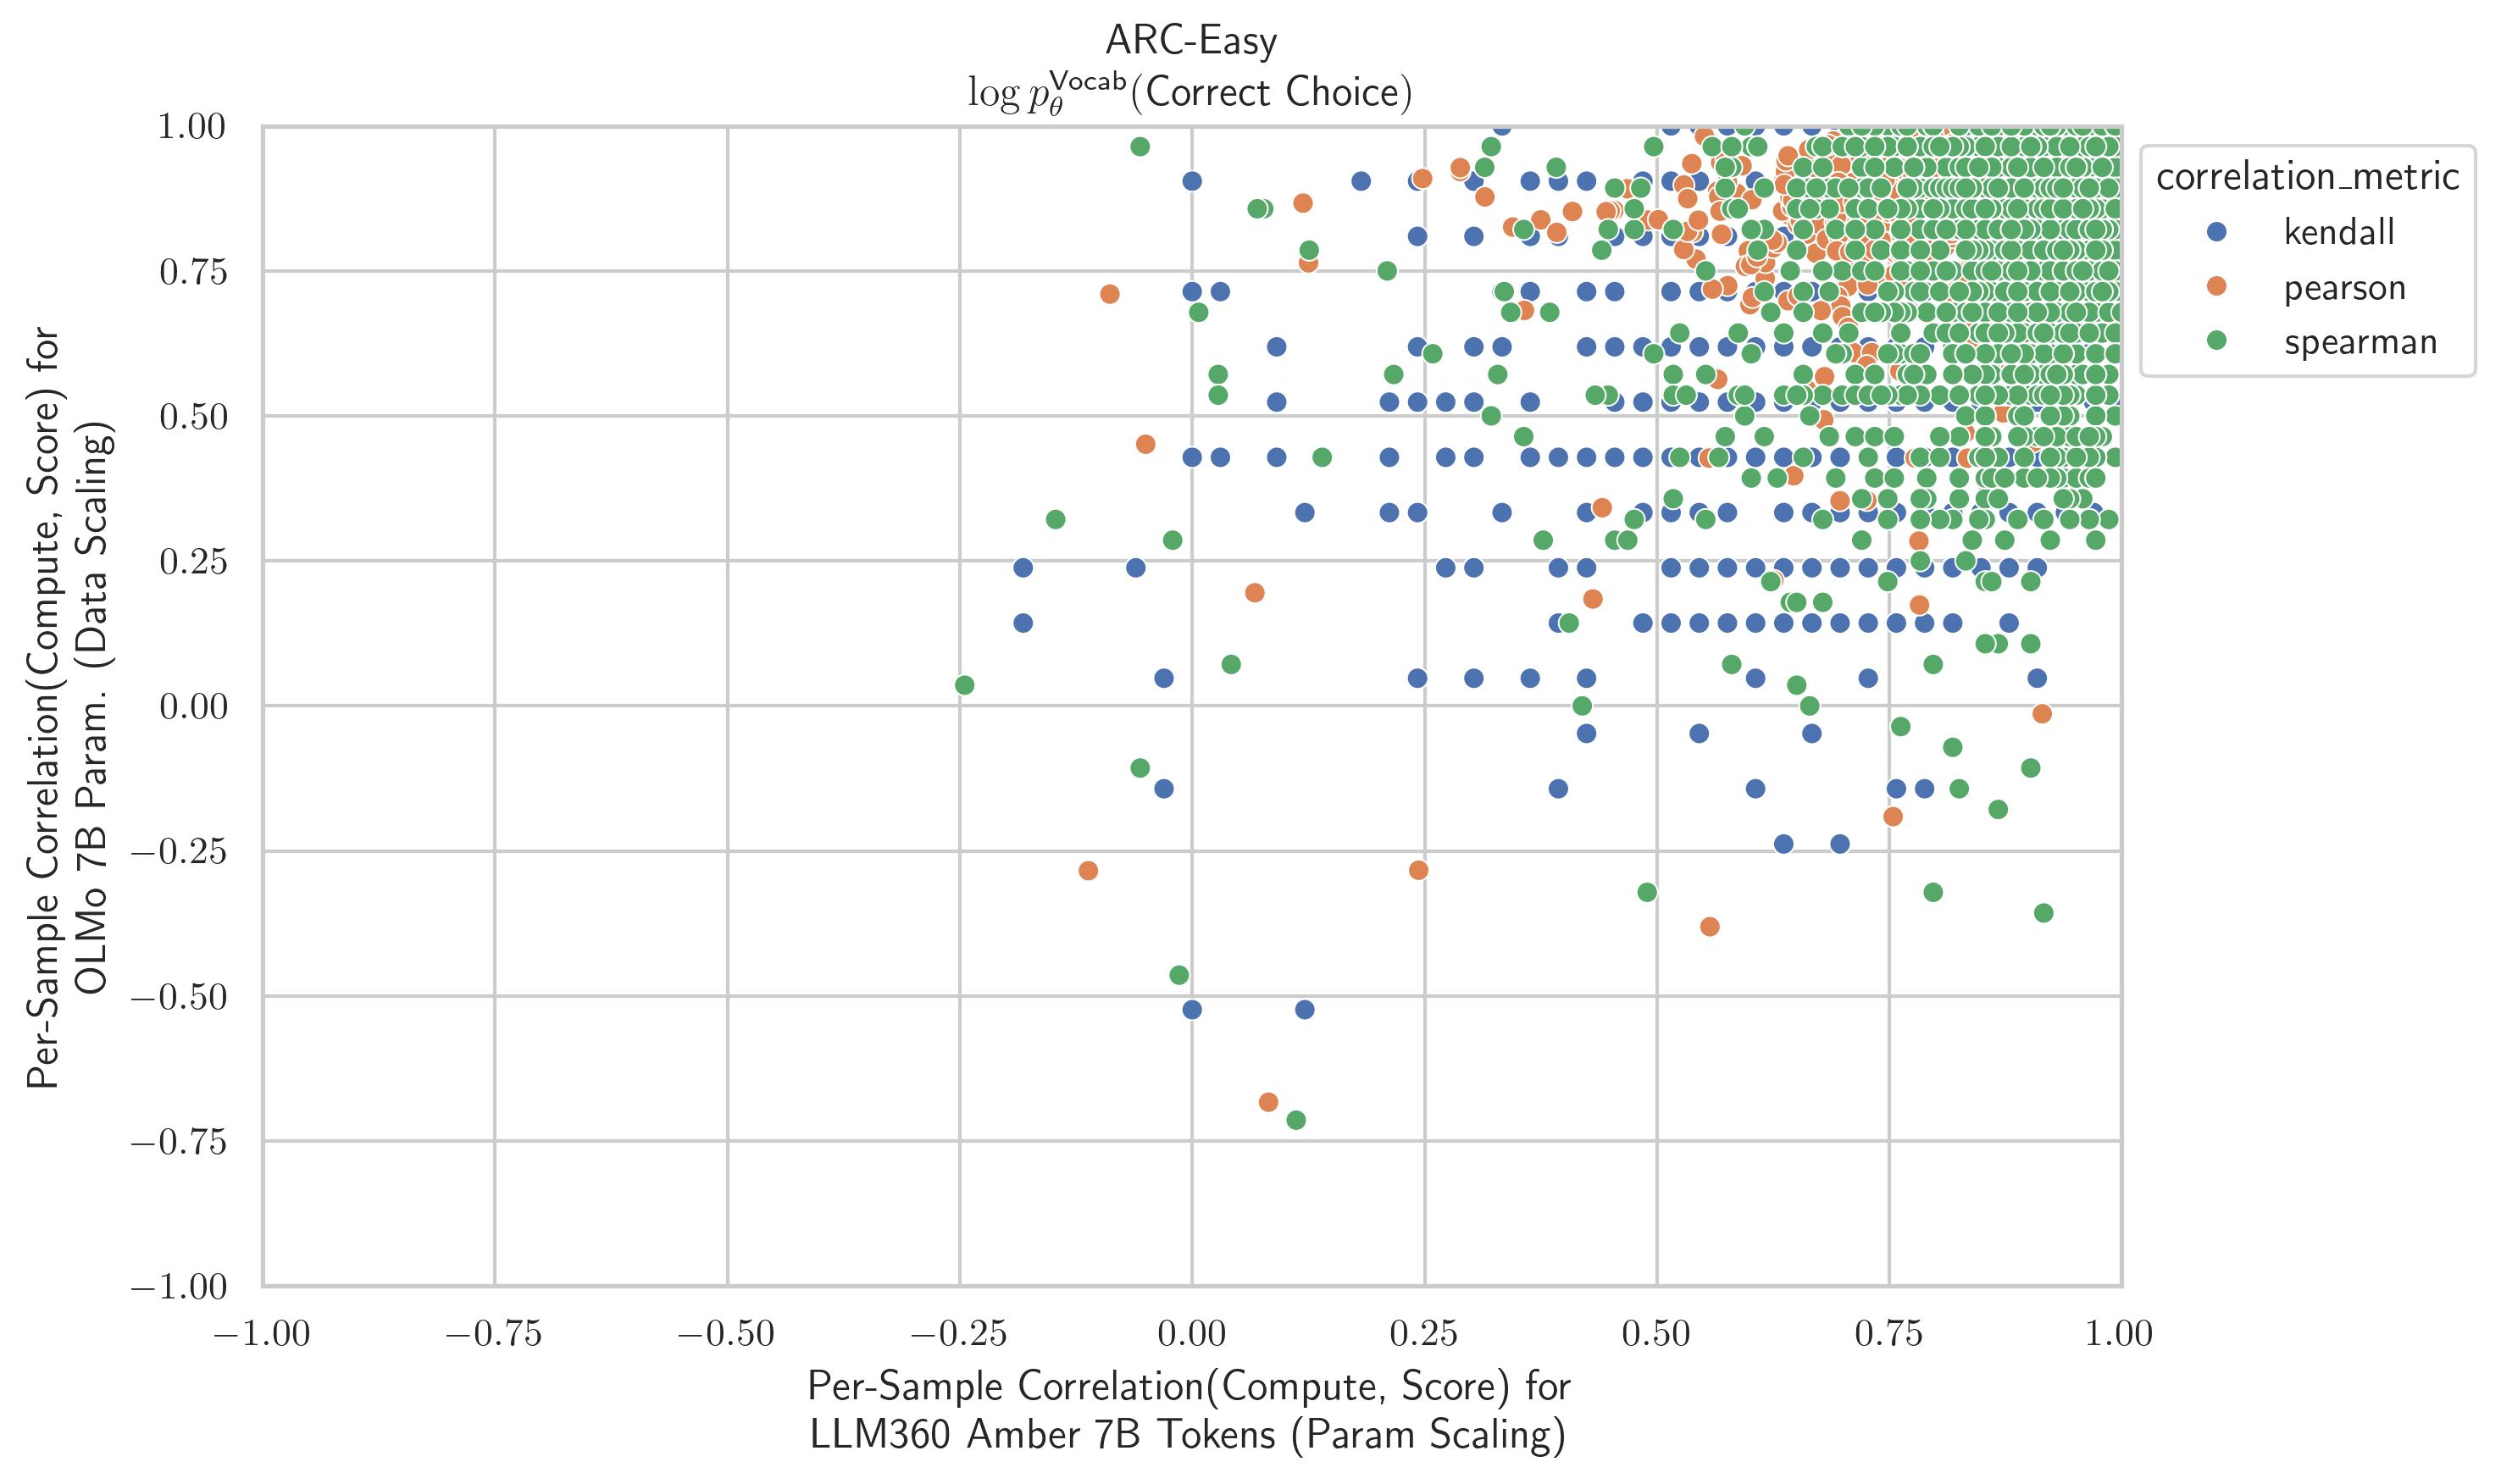 ARC-Easy
log p_θ^Vocab(Correct Choice)
1.00
0.75
0.50
0.25
0.00
−0.25
−0.50
−0.75
−1.00
Per-Sample Correlation(Compute, Score) for
OLMo 7B Param. (Data Scaling)
−1.00
−0.75
−0.50
−0.25
0.00
0.25
0.50
0.75
1.00
Per-Sample Correlation(Compute, Score) for
LLM360 Amber 7B Tokens (Param Scaling)
correlation_metric
kendall
pearson
spearman